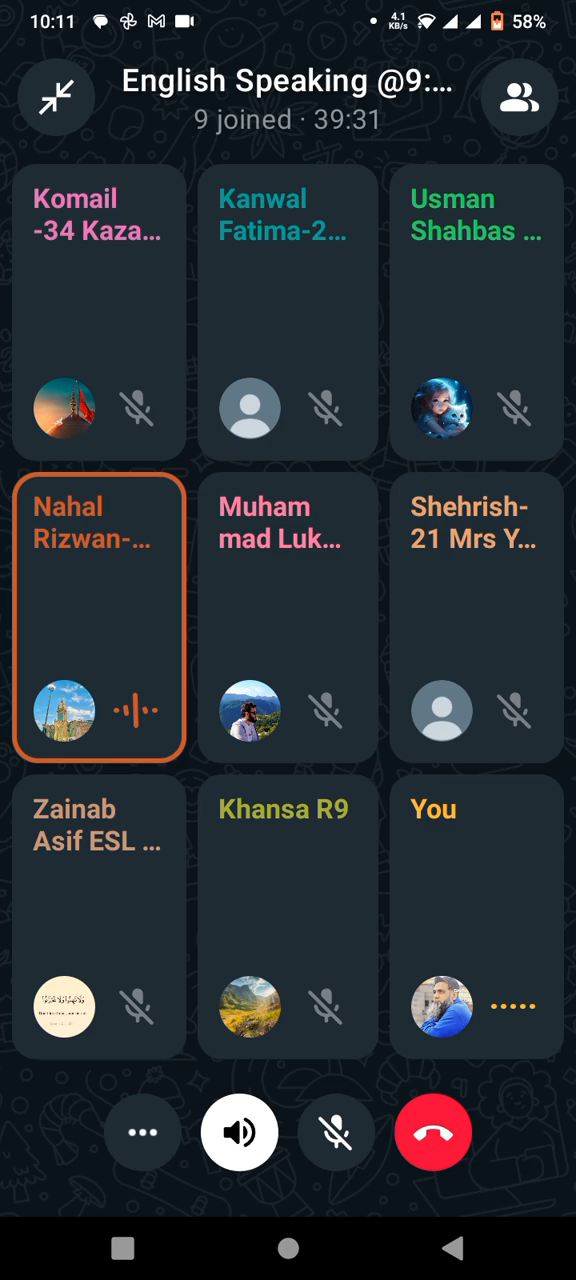 10:11
4.1
KB/s
58%
English Speaking @9:...
9 joined · 39:31
Komail
-34 Kaza...
Kanwal
Fatima-2...
Usman
Shahbas ...
Nahal
Rizwan-...
Muham
mad Luk...
Shehrish-
21 Mrs Y...
Zainab
Asif ESL ...
Khansa R9
You